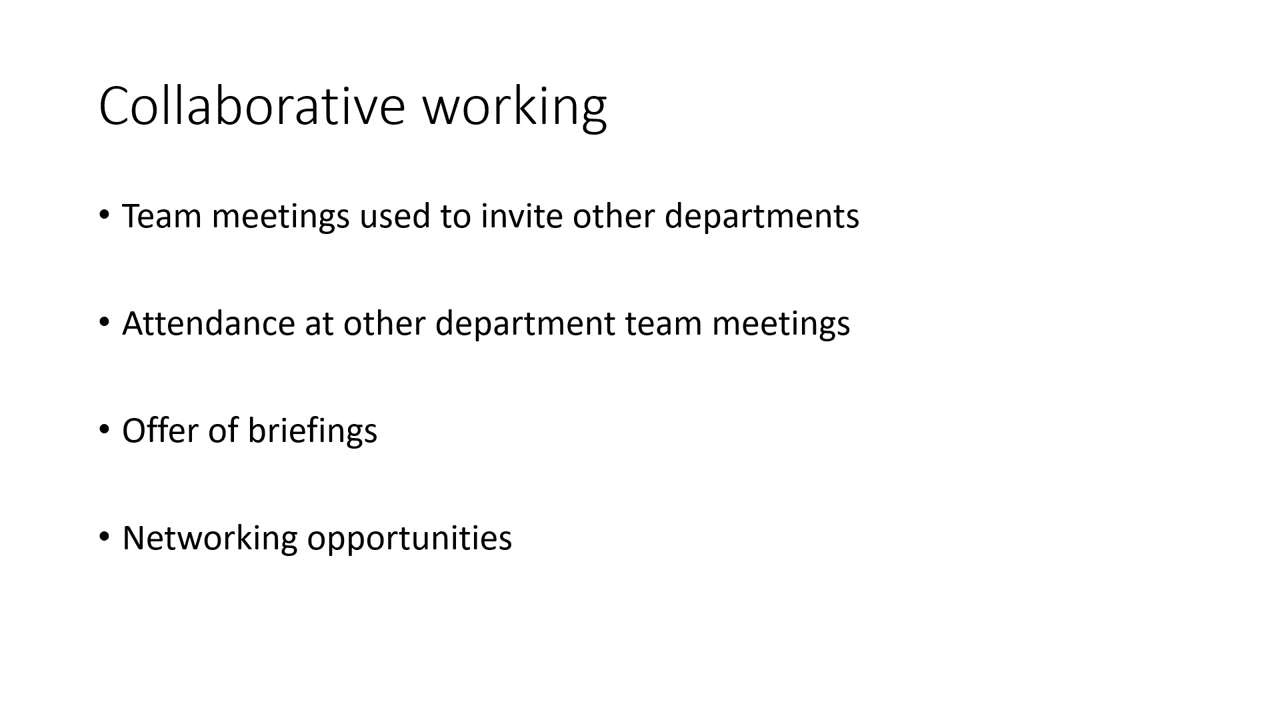 Collaborative working
• Team meetings used to invite other departments
• Attendance at other department team meetings
• Offer of briefings
• Networking opportunities